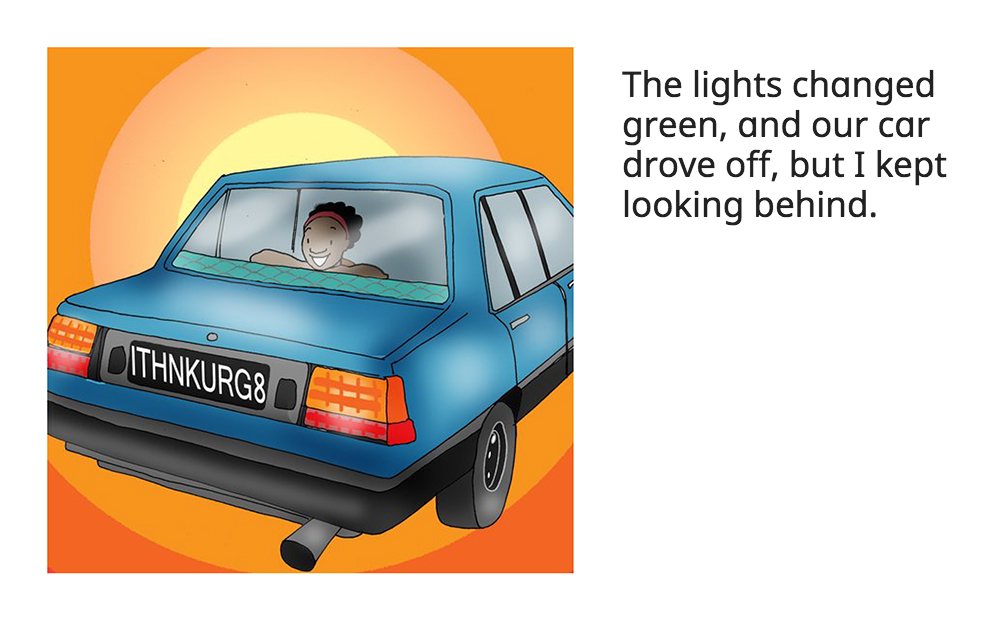 The lights changed
green, and our car
drove off, but I kept
looking behind.
ITHNKURG8